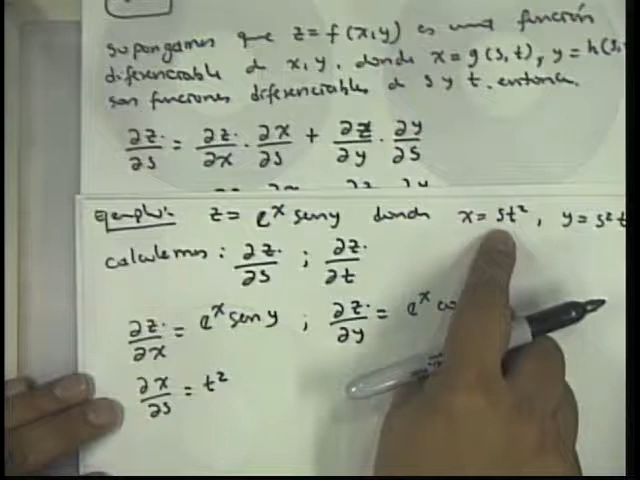 Supongamos que z = f(x,y) es una función
diferenciable de x, y, donde x = g(s,t), y = h(s,
son funciones diferenciables de s y t. entonces
∂z/∂s = ∂z/∂x · ∂x/∂s + ∂z/∂y · ∂y/∂s
Ejemplo: z = e^x sen y donde x = st², y = s²t
calculemos: ∂z/∂s ; ∂z/∂t
∂z/∂x = e^x sen y ; ∂z/∂y = e^x co
∂x/∂s = t²